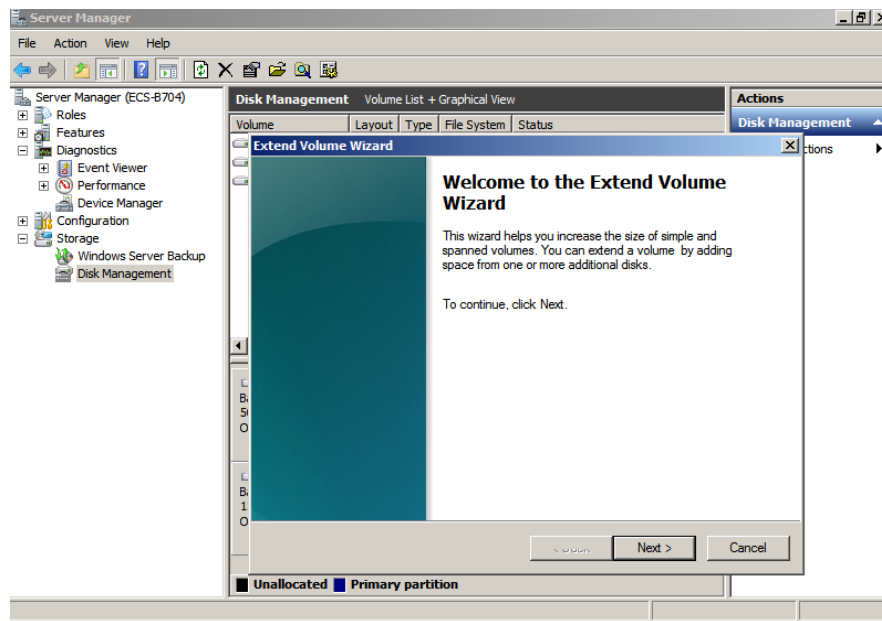 Server Manager
File Action View Help
Server Manager (ECS-B704)
Roles
Features
Diagnostics
Event Viewer
Performance
Device Manager
Configuration
Storage
Windows Server Backup
Disk Management
Disk Management Volume List + Graphical View
Volume Layout Type File System Status
Actions
Disk Management
Extend Volume Wizard
Welcome to the Extend Volume
Wizard
This wizard helps you increase the size of simple and
spanned volumes. You can extend a volume by adding
space from one or more additional disks.
To continue, click Next.
Next >
Cancel
Unallocated Primary partition